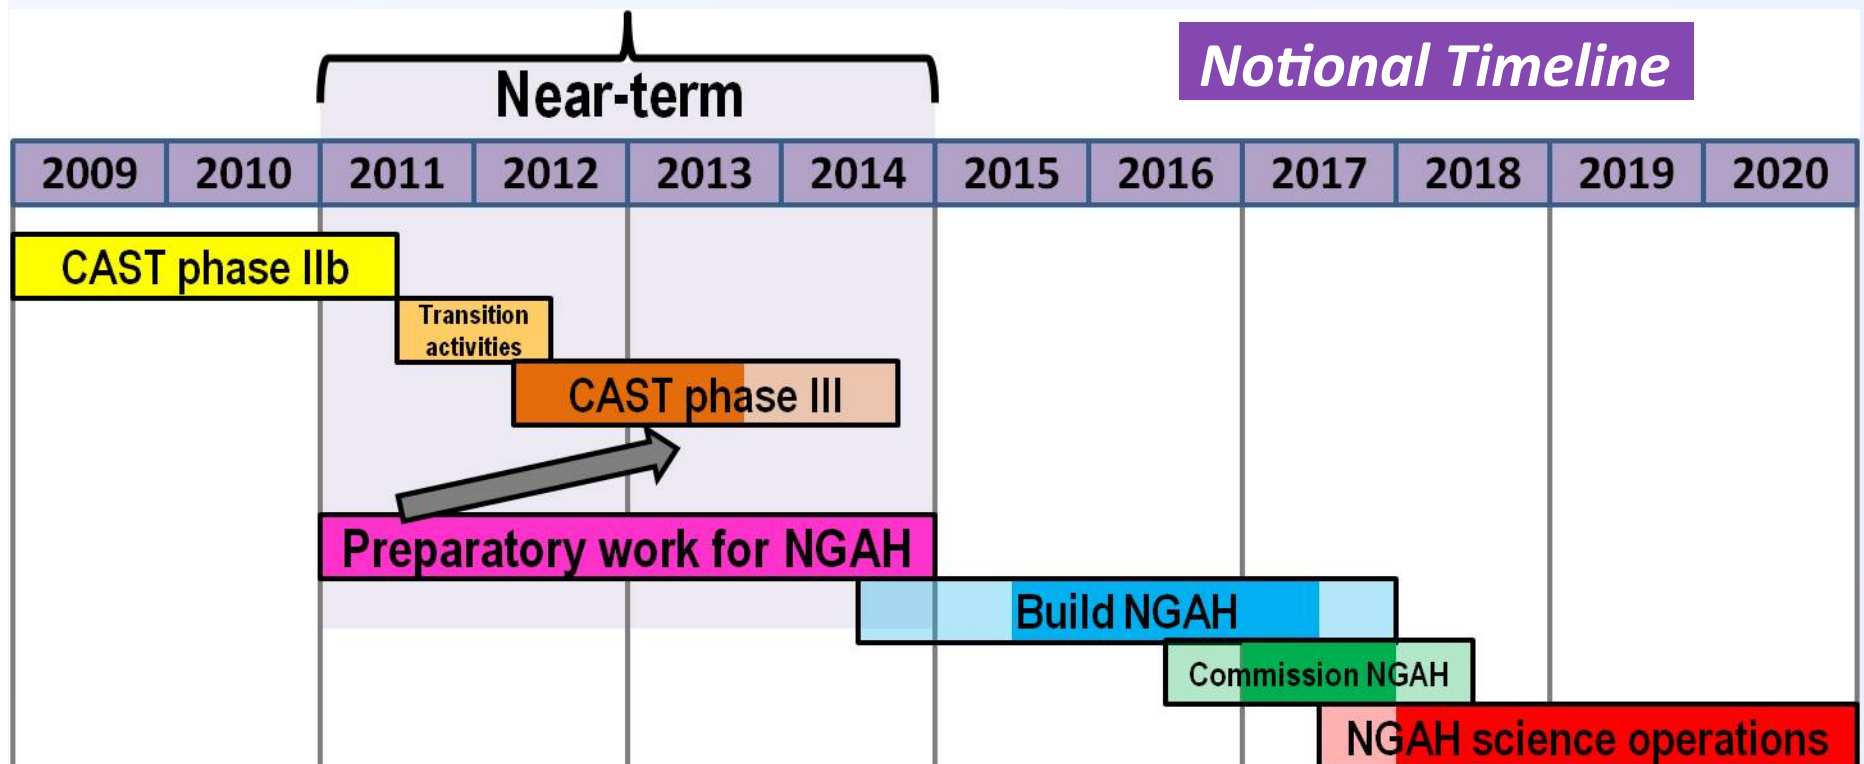 Notional Timeline
Near-term
2009 2010 2011 2012 2013 2014 2015 2016 2017 2018 2019 2020
CAST phase IIb
Transition
activities
CAST phase III
Preparatory work for NGAH
Build NGAH
Commission NGAH
NGAH science operations